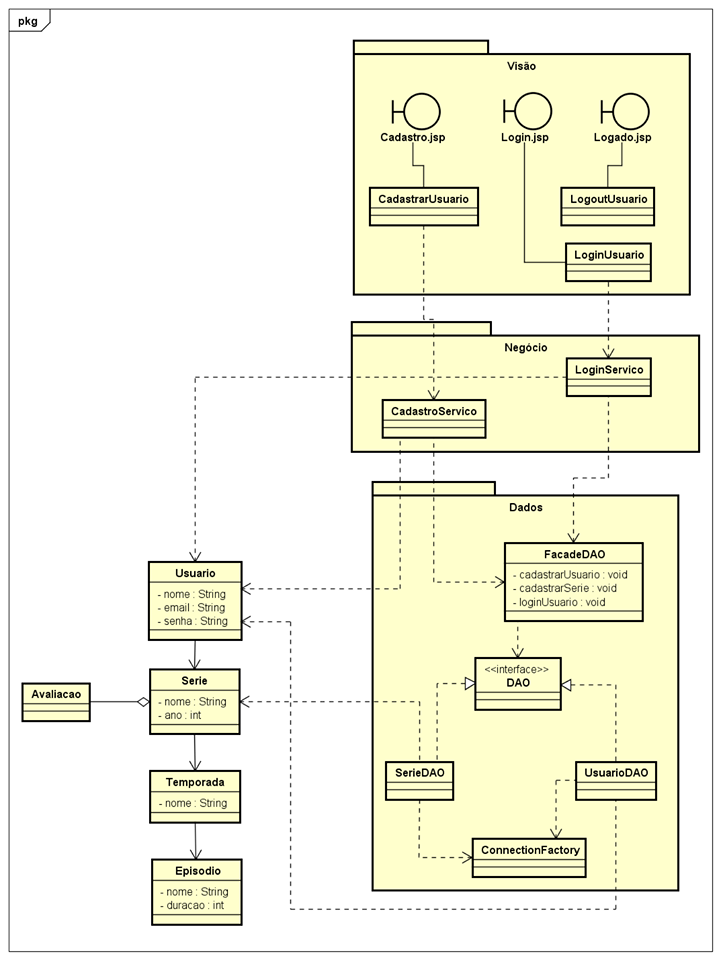 pkg
Visão
Cadastro.jsp
Login.jsp
Logado.jsp
CadastrarUsuario
LogoutUsuario
LoginUsuario
Negócio
LoginServico
CadastroServico
Dados
FacadeDAO
- cadastrarUsuario : void
- cadastrarSerie : void
- loginUsuario : void
Usuario
- nome : String
- email : String
- senha : String
<<interface>>
DAO
Avaliacao
Serie
- nome : String
- ano : int
SerieDAO
UsuarioDAO
Temporada
- nome : String
ConnectionFactory
Episodio
- nome : String
- duracao : int